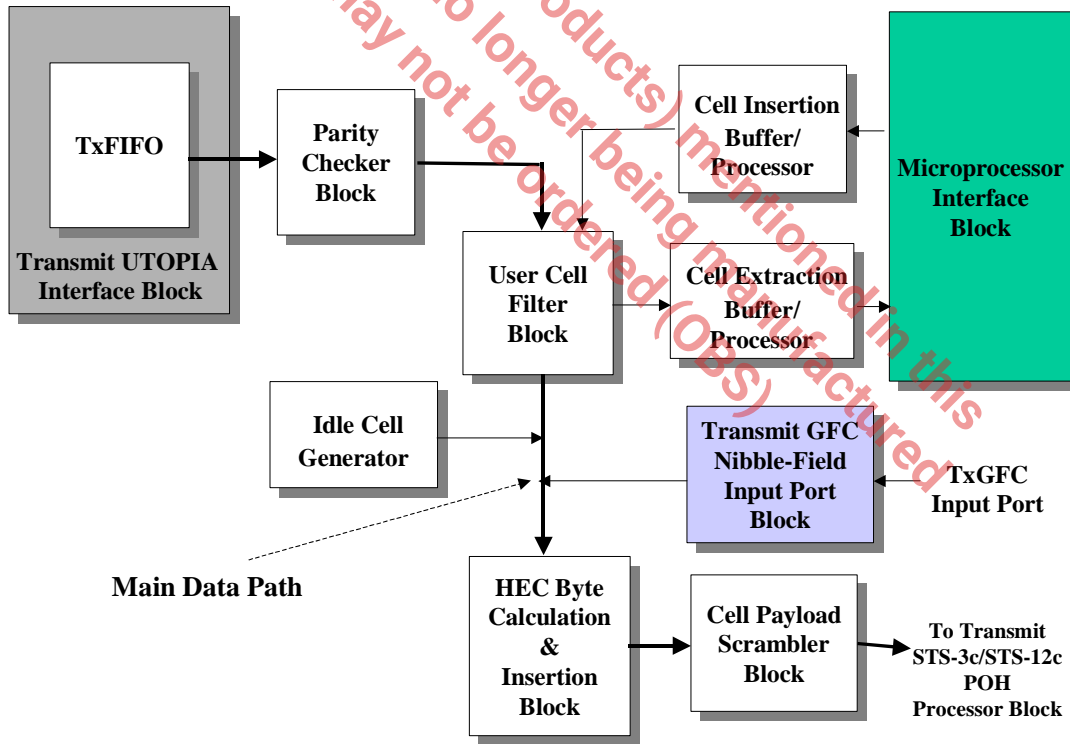 TxFIFO
Transmit UTOPIA
Interface Block
Parity
Checker
Block
Cell Insertion
Buffer/
Processor
Microprocessor
Interface
Block
User Cell
Filter
Block
Cell Extraction
Buffer/
Processor
Idle Cell
Generator
Transmit GFC
Nibble-Field
Input Port
Block
TxGFC
Input Port
Main Data Path
HEC Byte
Calculation
&
Insertion
Block
Cell Payload
Scrambler
Block
To Transmit
STS-3c/STS-12c
POH
Processor Block
products) mentioned in this
no longer being manufactured
may not be ordered (OBS)